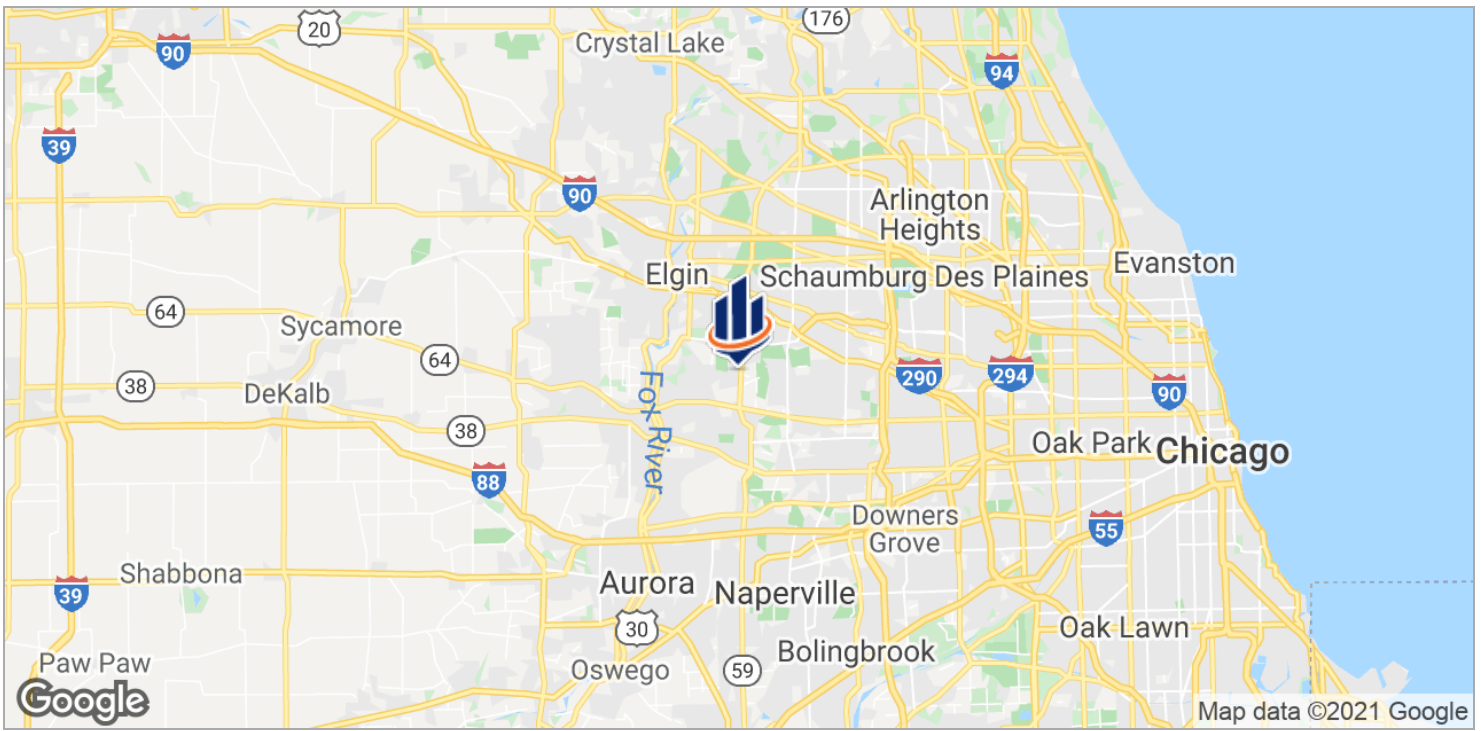 176
20
Crystal Lake
90
94
39
90
Arlington
Heights
Evanston
Elgin
Schaumburg
Des Plaines
64
Sycamore
64
290
294
38
DeKalb
90
Fox River
38
Oak Park
Chicago
88
Downers
Grove
55
Shabbona
Aurora
Naperville
39
30
Oak Lawn
Bolingbrook
Paw Paw
Oswego
59
Google
Map data ©2021 Google